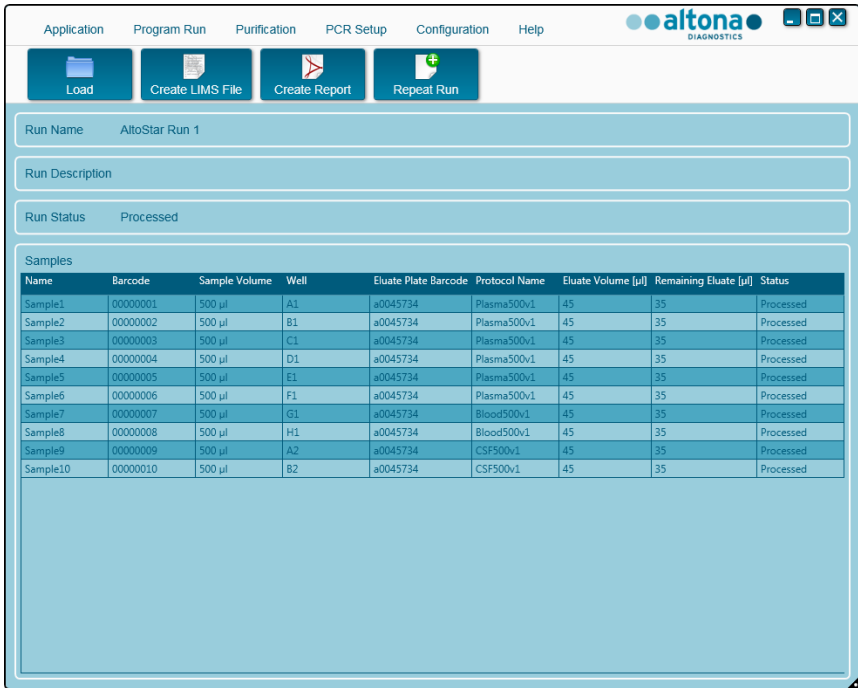 Application Program Run Purification PCR Setup Configuration Help altona
DIAGNOSTICS
Load Create LIMS File Create Report Repeat Run
Run Name AltoStar Run 1
Run Description
Run Status Processed
Samples
Name Barcode Sample Volume Well Eluate Plate Barcode Protocol Name Eluate Volume [µl] Remaining Eluate [µl] Status
Sample1 00000001 500 µl A1 a0045734 Plasma500v1 45 35 Processed
Sample2 00000002 500 µl B1 a0045734 Plasma500v1 45 35 Processed
Sample3 00000003 500 µl C1 a0045734 Plasma500v1 45 35 Processed
Sample4 00000004 500 µl D1 a0045734 Plasma500v1 45 35 Processed
Sample5 00000005 500 µl E1 a0045734 Plasma500v1 45 35 Processed
Sample6 00000006 500 µl F1 a0045734 Plasma500v1 45 35 Processed
Sample7 00000007 500 µl G1 a0045734 Blood500v1 45 35 Processed
Sample8 00000008 500 µl H1 a0045734 Blood500v1 45 35 Processed
Sample9 00000009 500 µl A2 a0045734 CSF500v1 45 35 Processed
Sample10 00000010 500 µl B2 a0045734 CSF500v1 45 35 Processed